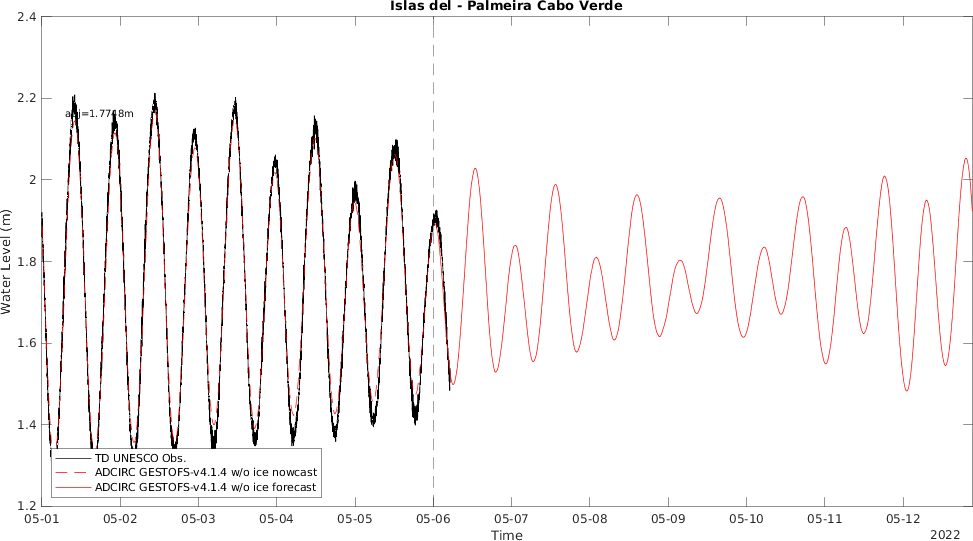 Islas del - Palmeira Cabo Verde
2.4
2.2
2
1.8
1.6
1.4
1.2
Water Level (m)
adj=1.7748m
TD UNESCO Obs.
ADCIRC GESTOFS-v4.1.4 w/o ice nowcast
ADCIRC GESTOFS-v4.1.4 w/o ice forecast
05-01 05-02 05-03 05-04 05-05 05-06 05-07 05-08 05-09 05-10 05-11 05-12
Time
2022